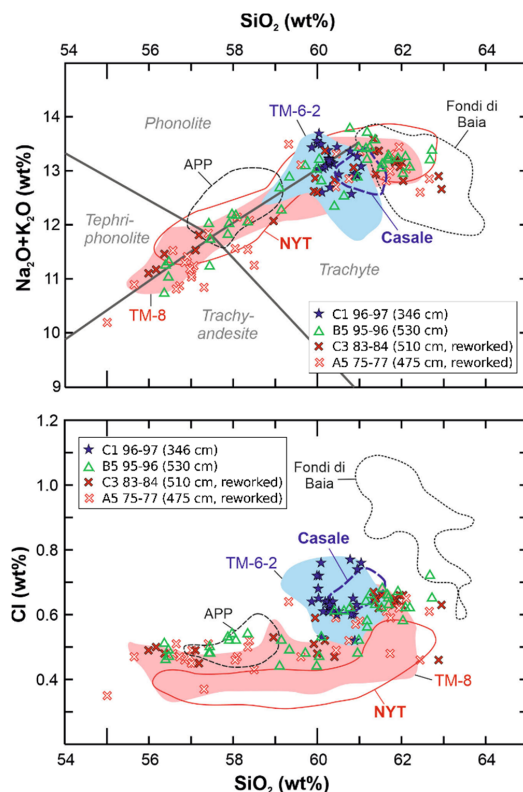 SiO₂ (wt%)
54 56 58 60 62
14
13
12
11
10
9
Na₂O+K₂O (wt%)
Phonolite
TM-6-2
Fondi di
Baia
APP
Tephri-
phonolite
NYT
Casale
Trachyte
TM-8
Trachy-
andesite
C1 96-97 (346 cm)
B5 95-96 (530 cm)
C3 83-84 (510 cm, reworked)
A5 75-77 (475 cm, reworked)
1.2
1.0
0.8
0.6
0.4
0.2
Cl (wt%)
C1 96-97 (346 cm)
B5 95-96 (530 cm)
C3 83-84 (510 cm, reworked)
A5 75-77 (475 cm, reworked)
Fondi di
Baia
Casale
TM-6-2
APP
TM-8
NYT
54 56 58 60 62
SiO₂ (wt%)